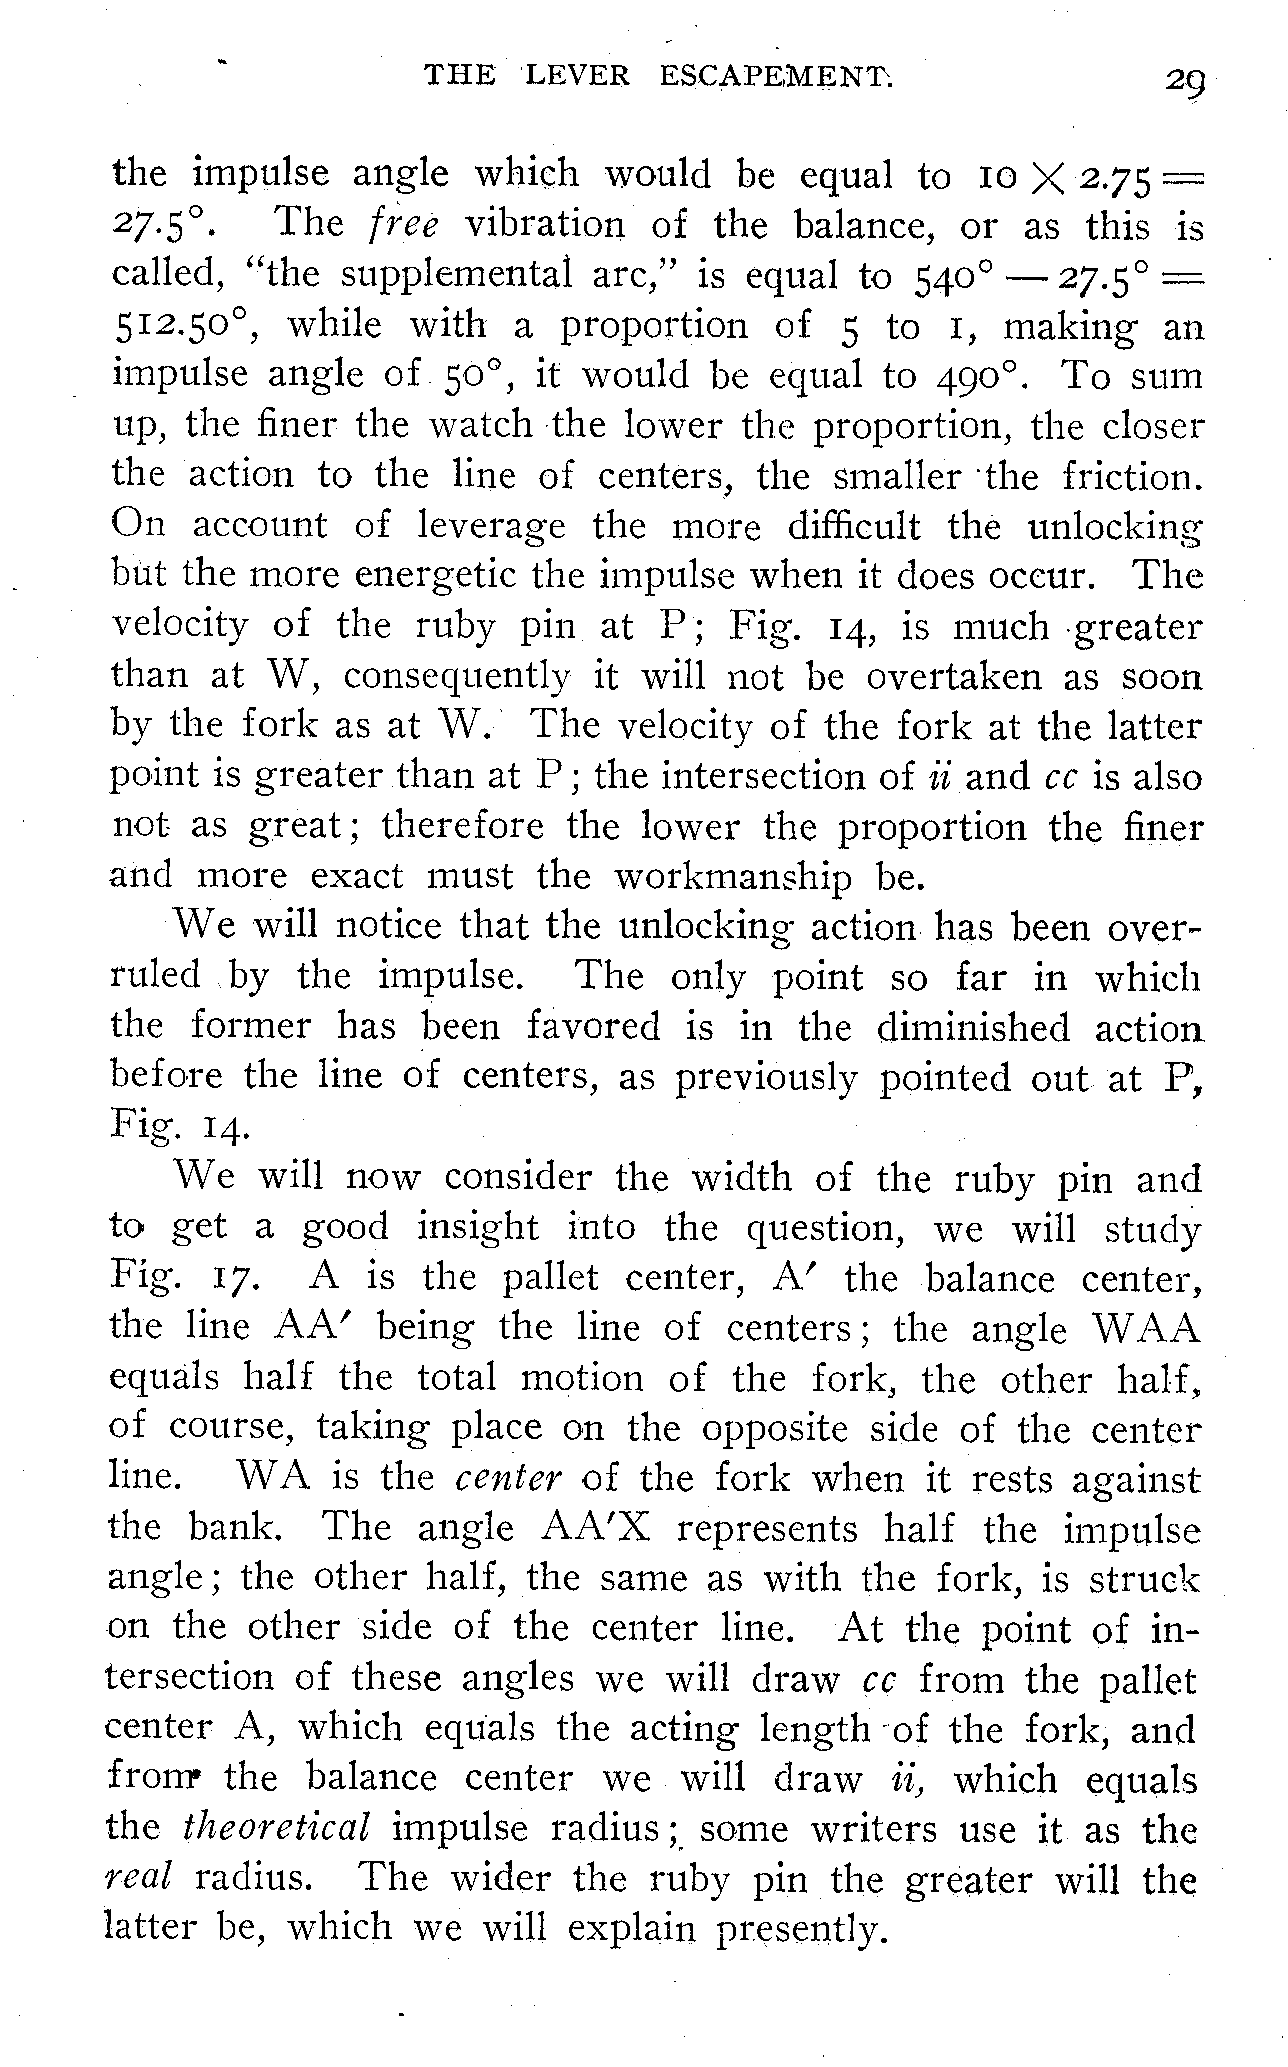 THE LEVER ESCAPEMENT. 29
the impulse angle which would be equal to 10 × 2.75 =
27.5°. The free vibration of the balance, or as this is
called, "the supplemental arc," is equal to 540° — 27.5° =
512.50°, while with a proportion of 5 to 1, making an
impulse angle of 50°, it would be equal to 490°. To sum
up, the finer the watch the lower the proportion, the closer
the action to the line of centers, the smaller the friction.
On account of leverage the more difficult the unlocking
but the more energetic the impulse when it does occur. The
velocity of the ruby pin at P; Fig. 14, is much greater
than at W, consequently it will not be overtaken as soon
by the fork as at W. The velocity of the fork at the latter
point is greater than at P; the intersection of ii and cc is also
not as great; therefore the lower the proportion the finer
and more exact must the workmanship be.
We will notice that the unlocking action has been over-
ruled by the impulse. The only point so far in which
the former has been favored is in the diminished action
before the line of centers, as previously pointed out at P,
Fig. 14.
We will now consider the width of the ruby pin and
to get a good insight into the question, we will study
Fig. 17. A is the pallet center, A′ the balance center,
the line AA′ being the line of centers; the angle WAA
equals half the total motion of the fork, the other half,
of course, taking place on the opposite side of the center
line. WA is the center of the fork when it rests against
the bank. The angle AA′X represents half the impulse
angle; the other half, the same as with the fork, is struck
on the other side of the center line. At the point of in-
tersection of these angles we will draw cc from the pallet
center A, which equals the acting length of the fork, and
from the balance center we will draw ii, which equals
the theoretical impulse radius; some writers use it as the
real radius. The wider the ruby pin the greater will the
latter be, which we will explain presently.